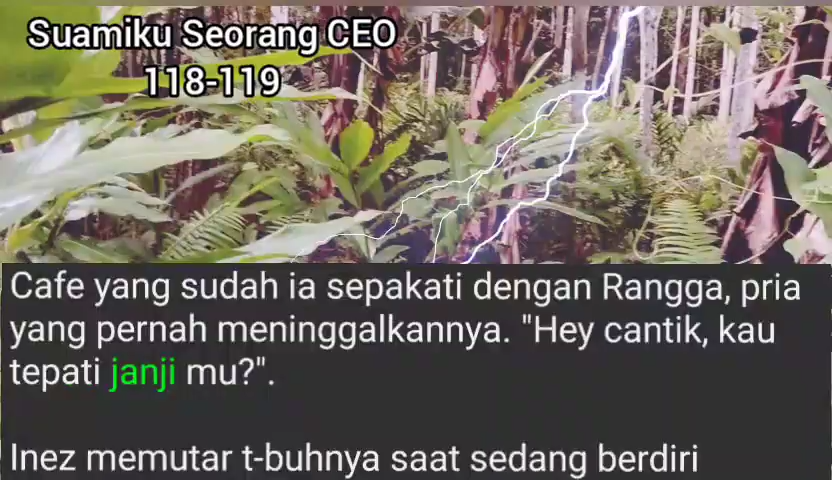 Suamiku Seorang CEO
118-119
Cafe yang sudah ia sepakati dengan Rangga, pria
yang pernah meninggalkannya. "Hey cantik, kau
tepati janji mu?".
Inez memutar t-buhnya saat sedang berdiri